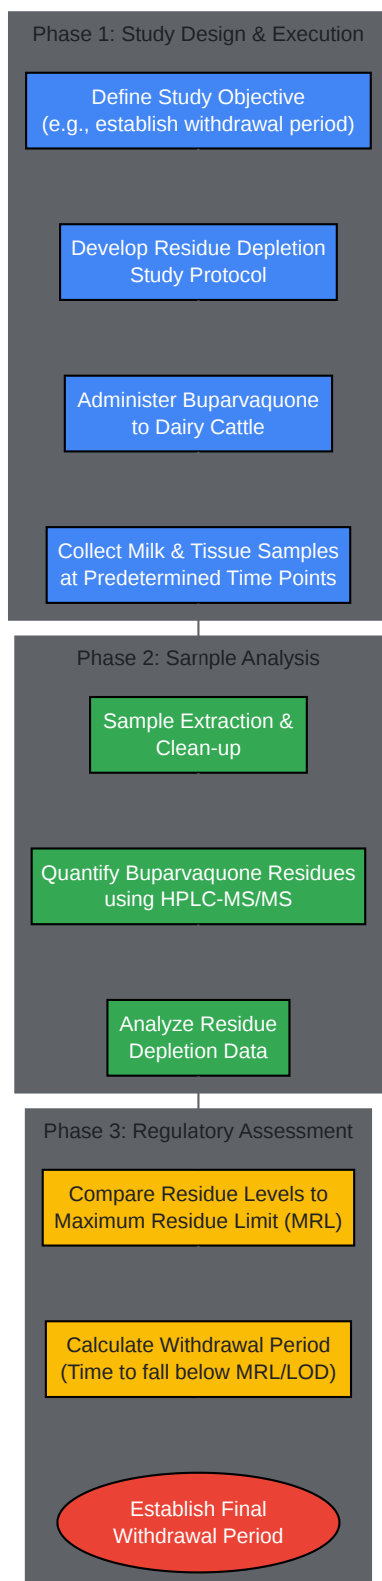 Phase 1: Study Design & Execution
Define Study Objective
(e.g., establish withdrawal period)
Develop Residue Depletion
Study Protocol
Administer Buparvaquone
to Dairy Cattle
Collect Milk & Tissue Samples
at Predetermined Time Points
Phase 2: Sample Analysis
Sample Extraction &
Clean-up
Quantify Buparvaquone Residues
using HPLC-MS/MS
Analyze Residue
Depletion Data
Phase 3: Regulatory Assessment
Compare Residue Levels to
Maximum Residue Limit (MRL)
Calculate Withdrawal Period
(Time to fall below MRL/LOD)
Establish Final
Withdrawal Period